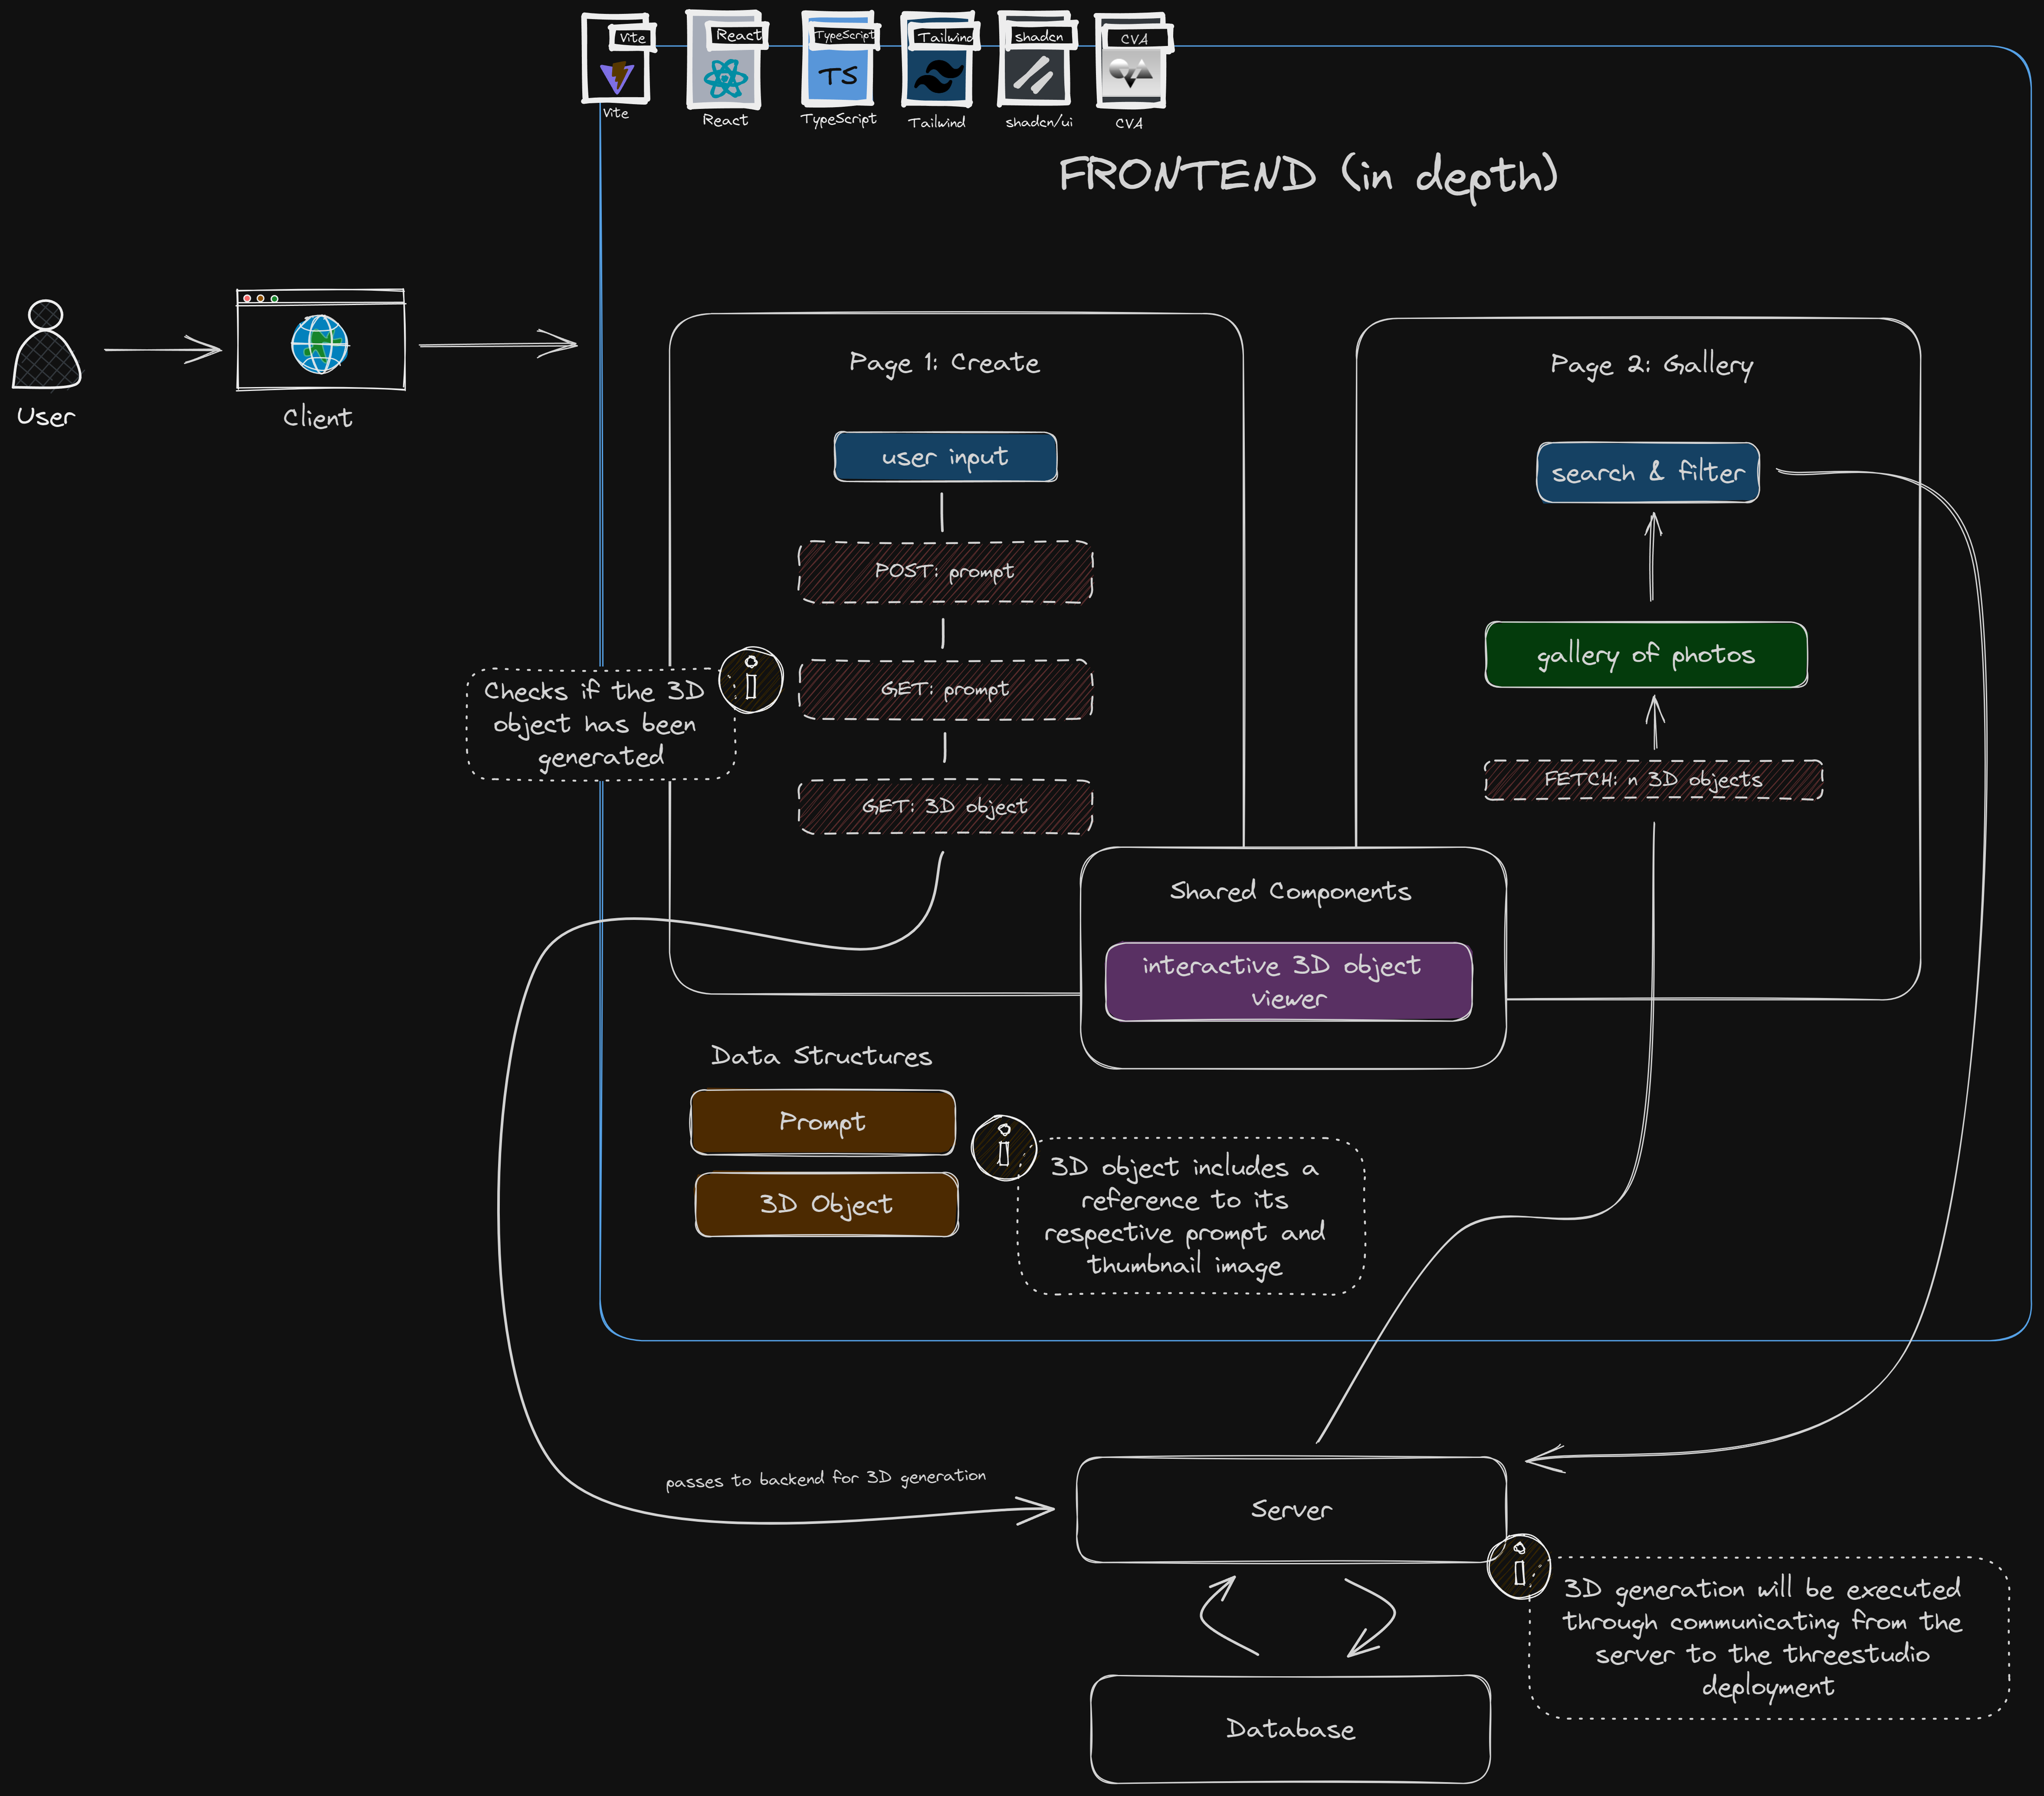 Vite
React
TypeScript
Tailwind
shadcn
CVA
TS
Vite
React
TypeScript
Tailwind
shadcn/ui
CVA
FRONTEND (in depth)
User
Client
Page 1: Create
user input
POST: prompt
GET: prompt
GET: 3D object
Checks if the 3D
object has been
generated
i
Page 2: Gallery
search & filter
gallery of photos
FETCH: n 3D objects
Shared Components
interactive 3D object
viewer
Data Structures
Prompt
3D Object
i
3D object includes a
reference to its
respective prompt and
thumbnail image
passes to backend for 3D generation
Server
i
3D generation will be executed
through communicating from the
server to the threestudio
deployment
Database